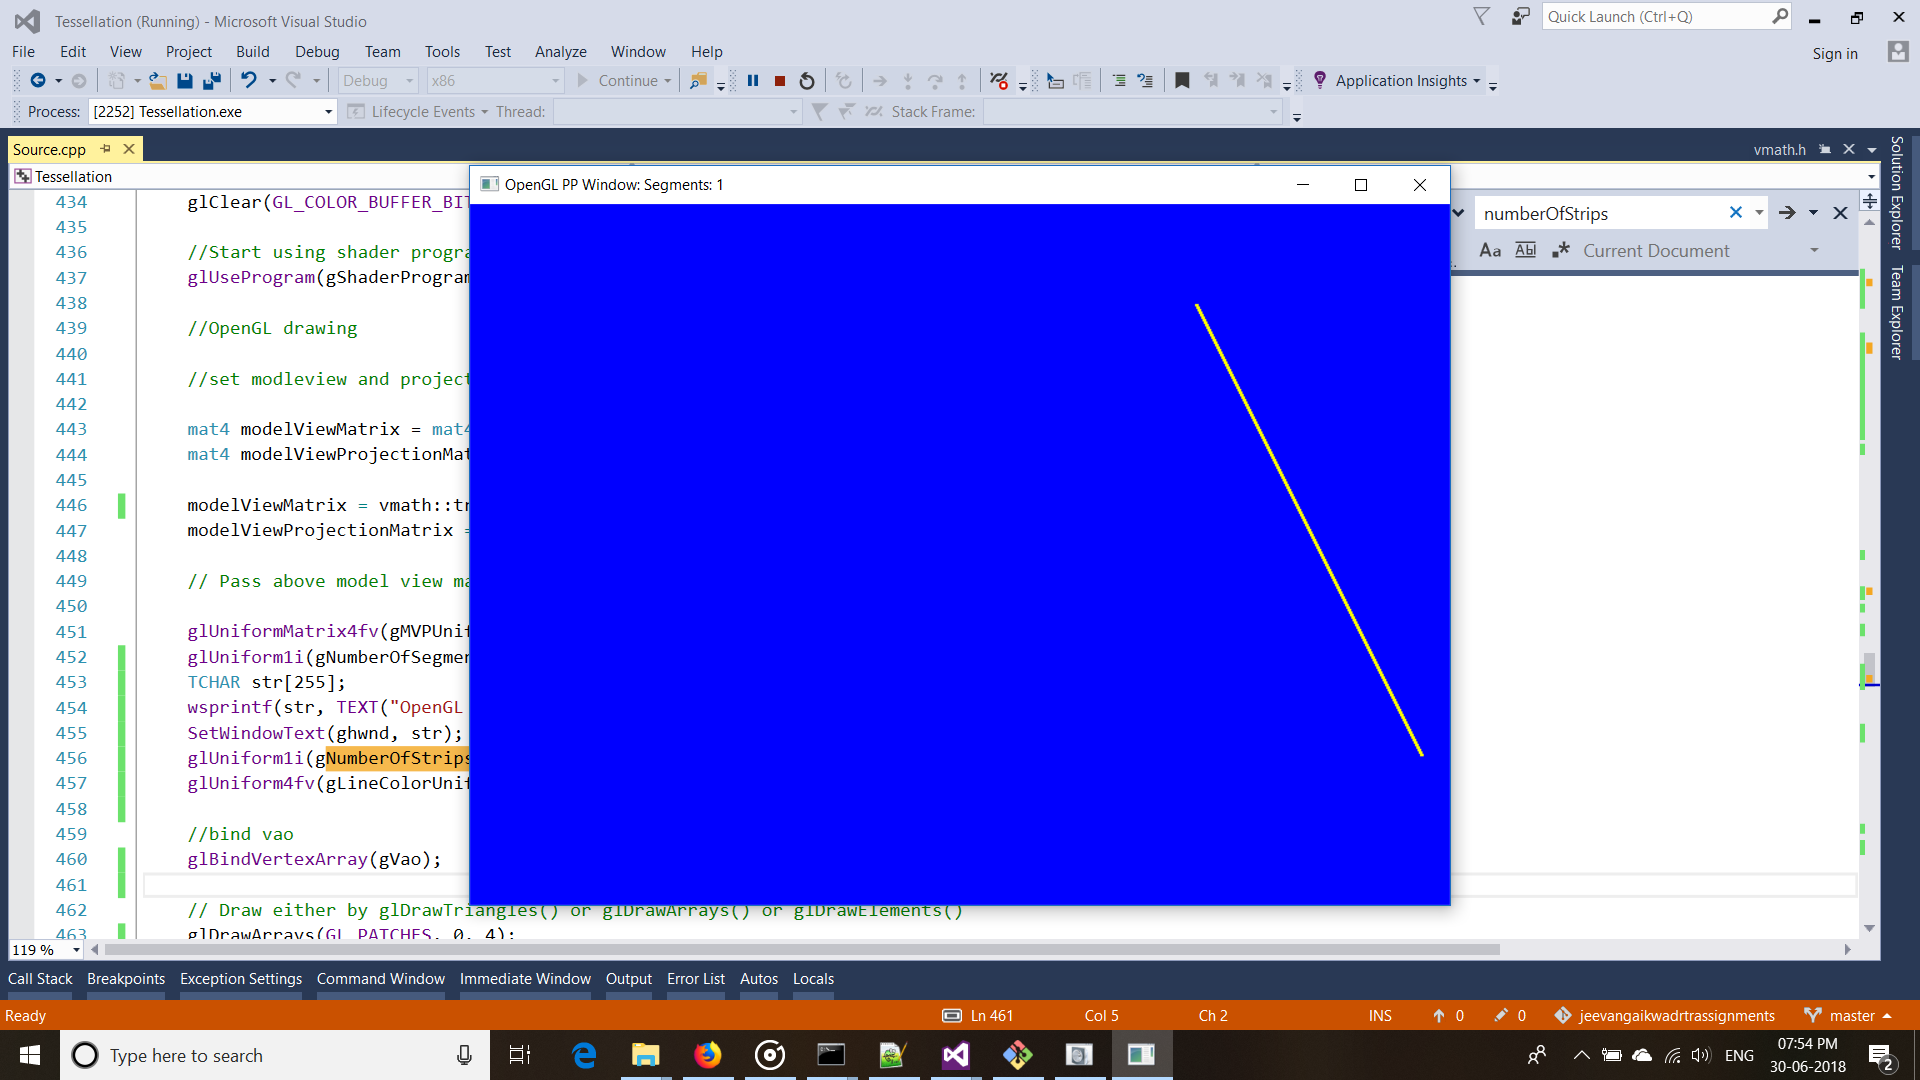 Tessellation (Running) - Microsoft Visual Studio
Quick Launch (Ctrl+Q)
File Edit View Project Build Debug Team Tools Test Analyze Window Help
Sign in
Debug x86 Continue Application Insights
Process: [2252] Tessellation.exe Lifecycle Events Thread: Stack Frame:
Source.cpp
vmath.h
Solution Explorer
Team Explorer
Tessellation
OpenGL PP Window: Segments: 1
numberOfStrips
Aa Abl .* Current Document
434 glClear(GL_COLOR_BUFFER_BIT
435
436 //Start using shader progra
437 glUseProgram(gShaderProgram
438
439 //OpenGL drawing
440
441 //set modleview and project
442
443 mat4 modelViewMatrix = mat4
444 mat4 modelViewProjectionMat
445
446 modelViewMatrix = vmath::tr
447 modelViewProjectionMatrix =
448
449 // Pass above model view ma
450
451 glUniformMatrix4fv(gMVPUnif
452 glUniform1i(gNumberOfSegmen
453 TCHAR str[255];
454 wsprintf(str, TEXT("OpenGL
455 SetWindowText(ghwnd, str);
456 glUniform1i(gNumberOfStrips
457 glUniform4fv(gLineColorUnif
458
459 //bind vao
460 glBindVertexArray(gVao);
461
462 // Draw either by glDrawTriangles() or glDrawArrays() or glDrawElements()
463 glDrawArrays(GL_PATCHES, 0, 4);
119 %
Call Stack Breakpoints Exception Settings Command Window Immediate Window Output Error List Autos Locals
Ready Ln 461 Col 5 Ch 2 INS 0 0 jeevangaikwadrtrassignments master
Type here to search
ENG
07:54 PM
30-06-2018
2